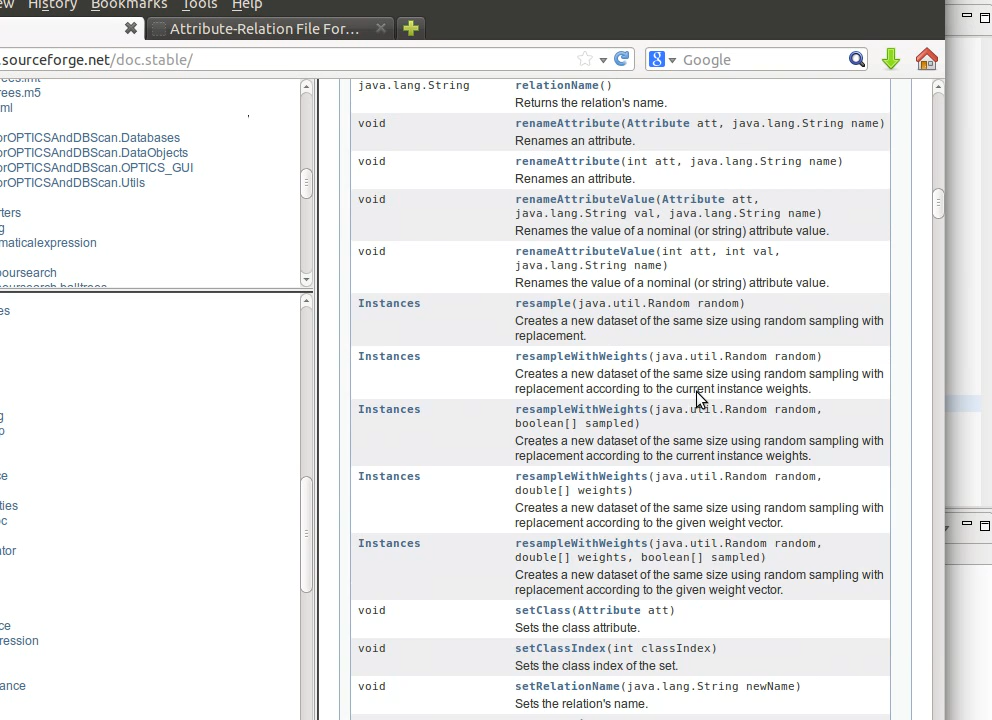 History Bookmarks Tools Help
Attribute-Relation File For...
.sourceforge.net/doc.stable/
Google
rees.m5
ml
orOPTICSAndDBScan.Databases
orOPTICSAndDBScan.DataObjects
orOPTICSAndDBScan.OPTICS_GUI
orOPTICSAndDBScan.Utils
rters
g
maticalexpression
oursearch
oursearch.balltrees
es
g
o
ce
ties
oc
ntor
ce
ression
ance
java.lang.String relationName()
Returns the relation's name.
void renameAttribute(Attribute att, java.lang.String name)
Renames an attribute.
void renameAttribute(int att, java.lang.String name)
Renames an attribute.
void renameAttributeValue(Attribute att,
java.lang.String val, java.lang.String name)
Renames the value of a nominal (or string) attribute value.
void renameAttributeValue(int att, int val,
java.lang.String name)
Renames the value of a nominal (or string) attribute value.
Instances resample(java.util.Random random)
Creates a new dataset of the same size using random sampling with
replacement.
Instances resampleWithWeights(java.util.Random random)
Creates a new dataset of the same size using random sampling with
replacement according to the current instance weights.
Instances resampleWithWeights(java.util.Random random,
boolean[] sampled)
Creates a new dataset of the same size using random sampling with
replacement according to the current instance weights.
Instances resampleWithWeights(java.util.Random random,
double[] weights)
Creates a new dataset of the same size using random sampling with
replacement according to the given weight vector.
Instances resampleWithWeights(java.util.Random random,
double[] weights, boolean[] sampled)
Creates a new dataset of the same size using random sampling with
replacement according to the given weight vector.
void setClass(Attribute att)
Sets the class attribute.
void setClassIndex(int classIndex)
Sets the class index of the set.
void setRelationName(java.lang.String newName)
Sets the relation's name.